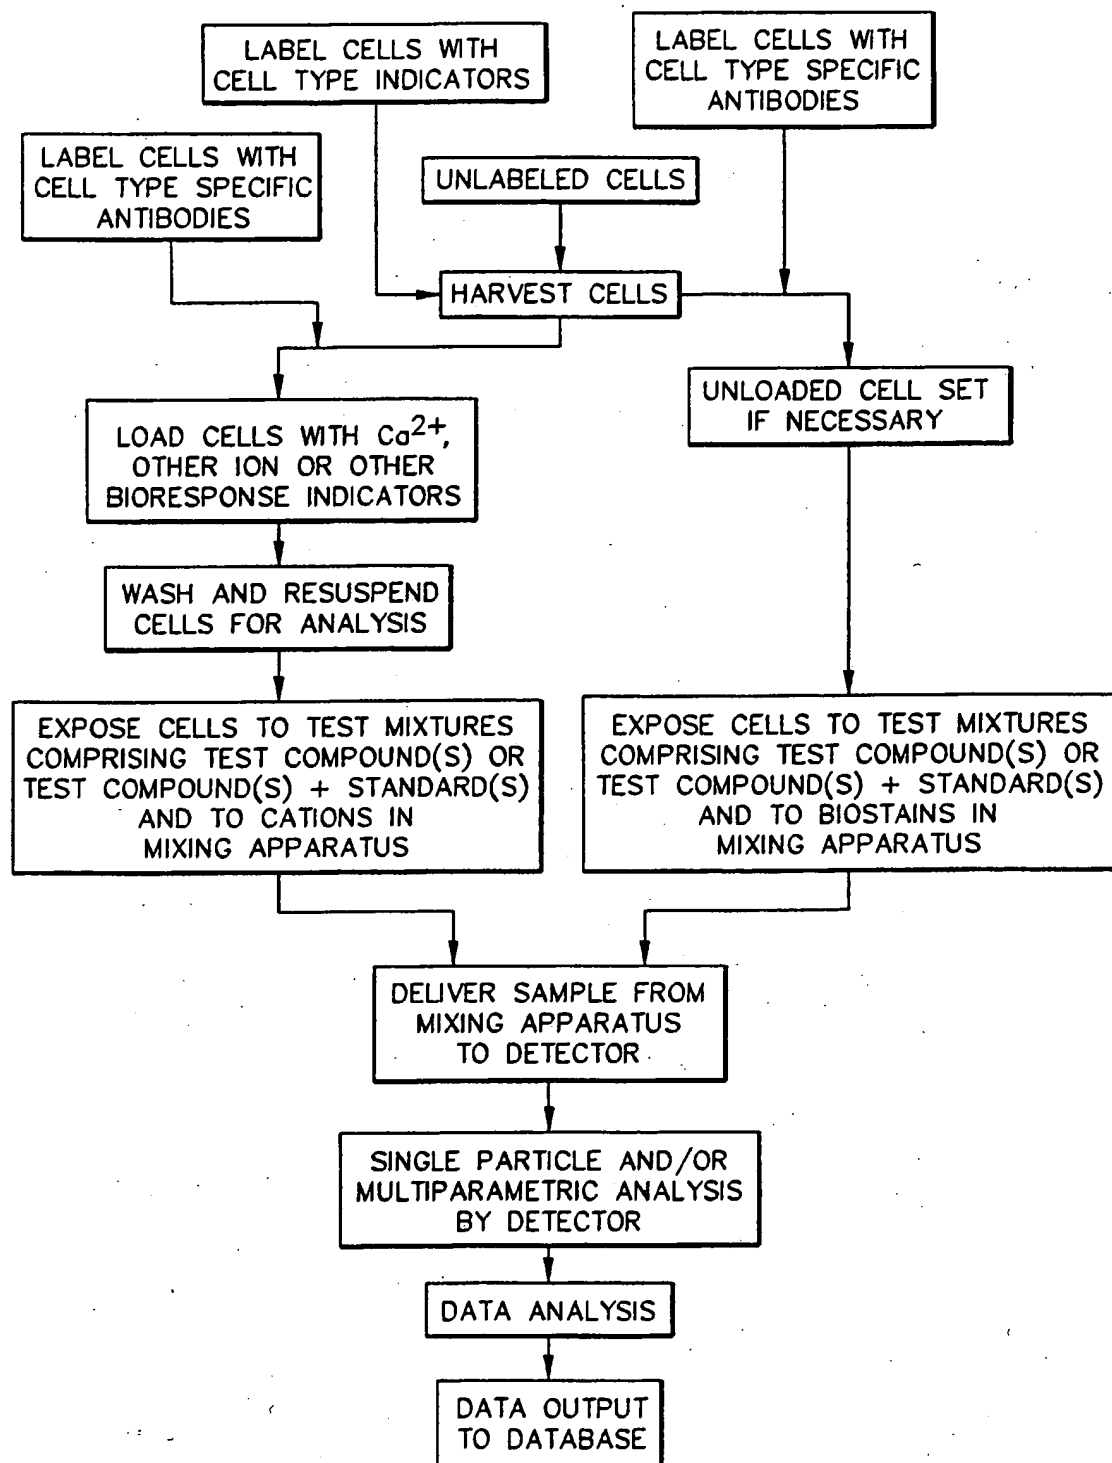 LABEL CELLS WITH
CELL TYPE INDICATORS
LABEL CELLS WITH
CELL TYPE SPECIFIC
ANTIBODIES
LABEL CELLS WITH
CELL TYPE SPECIFIC
ANTIBODIES
UNLABELED CELLS
HARVEST CELLS
UNLOADED CELL SET
IF NECESSARY
LOAD CELLS WITH Ca2+,
OTHER ION OR OTHER
BIORESPONSE INDICATORS
WASH AND RESUSPEND
CELLS FOR ANALYSIS
EXPOSE CELLS TO TEST MIXTURES
COMPRISING TEST COMPOUND(S) OR
TEST COMPOUND(S) + STANDARD(S)
AND TO CATIONS IN
MIXING APPARATUS
EXPOSE CELLS TO TEST MIXTURES
COMPRISING TEST COMPOUND(S) OR
TEST COMPOUND(S) + STANDARD(S)
AND TO BIOSTAINS IN
MIXING APPARATUS
DELIVER SAMPLE FROM
MIXING APPARATUS
TO DETECTOR
SINGLE PARTICLE AND/OR
MULTIPARAMETRIC ANALYSIS
BY DETECTOR
DATA ANALYSIS
DATA OUTPUT
TO DATABASE